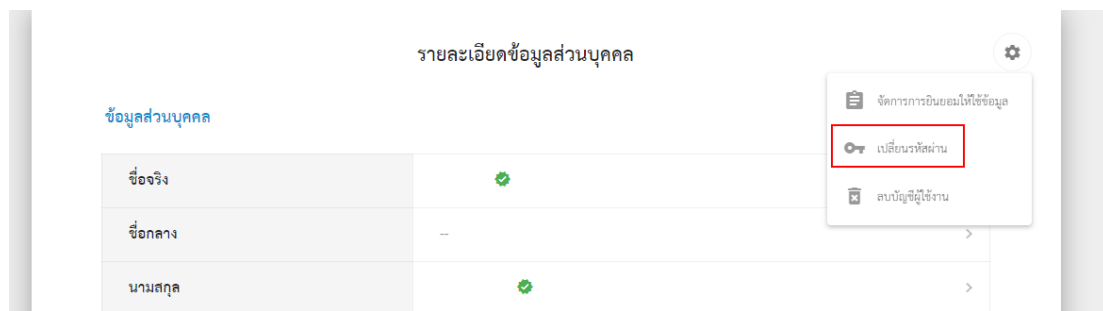 รายละเอียดข้อมูลส่วนบุคคล
จัดการการยินยอมให้ใช้ข้อมูล
ข้อมูลส่วนบุคคล
เปลี่ยนรหัสผ่าน
ชื่อจริง
ลบบัญชีผู้ใช้งาน
ชื่อกลาง --
นามสกุล